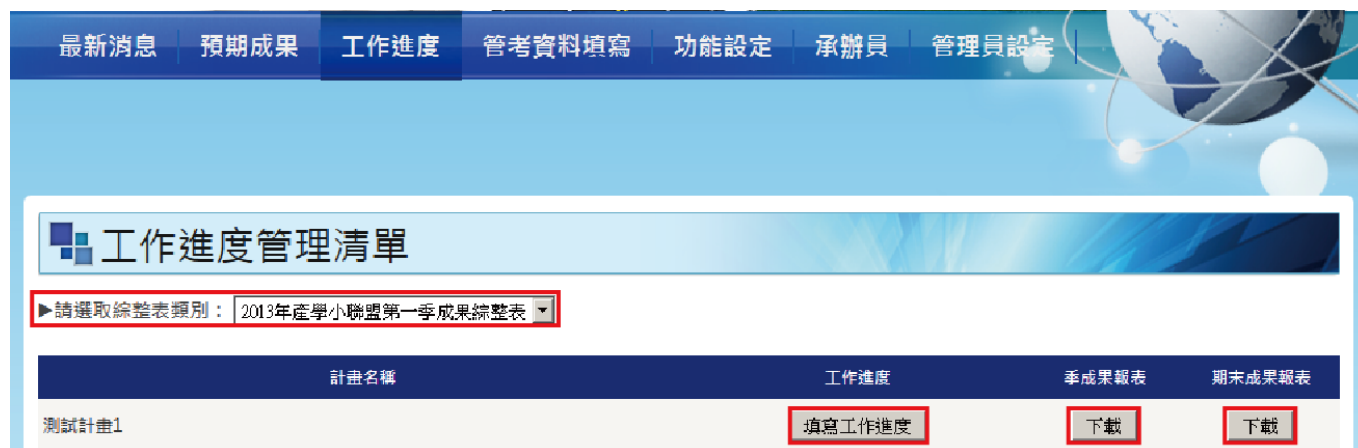 最新消息 預期成果 工作進度 管考資料填寫 功能設定 承辦員 管理員設定
工作進度管理清單
▶請選取綜整表類別： 2013年產學小聯盟第一季成果綜整表
計畫名稱 工作進度 季成果報表 期末成果報表
測試計畫1 填寫工作進度 下載 下載